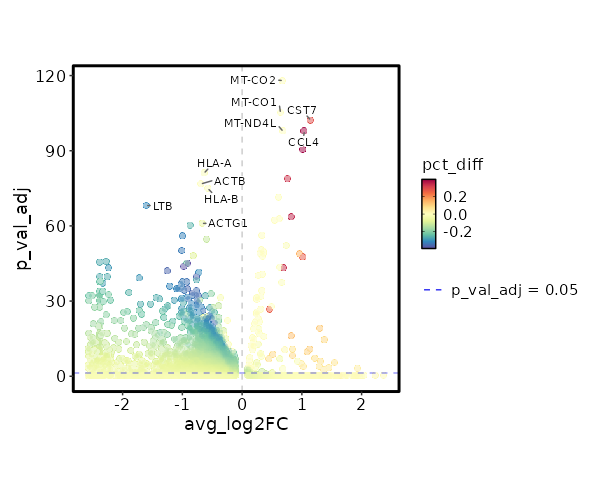 120
90
60
30
0
p_val_adj
MT-CO2
MT-CO1
CST7
MT-ND4L
CCL4
HLA-A
ACTB
HLA-B
LTB
ACTG1
-2
-1
0
1
2
avg_log2FC
pct_diff
0.2
0.0
-0.2
p_val_adj = 0.05